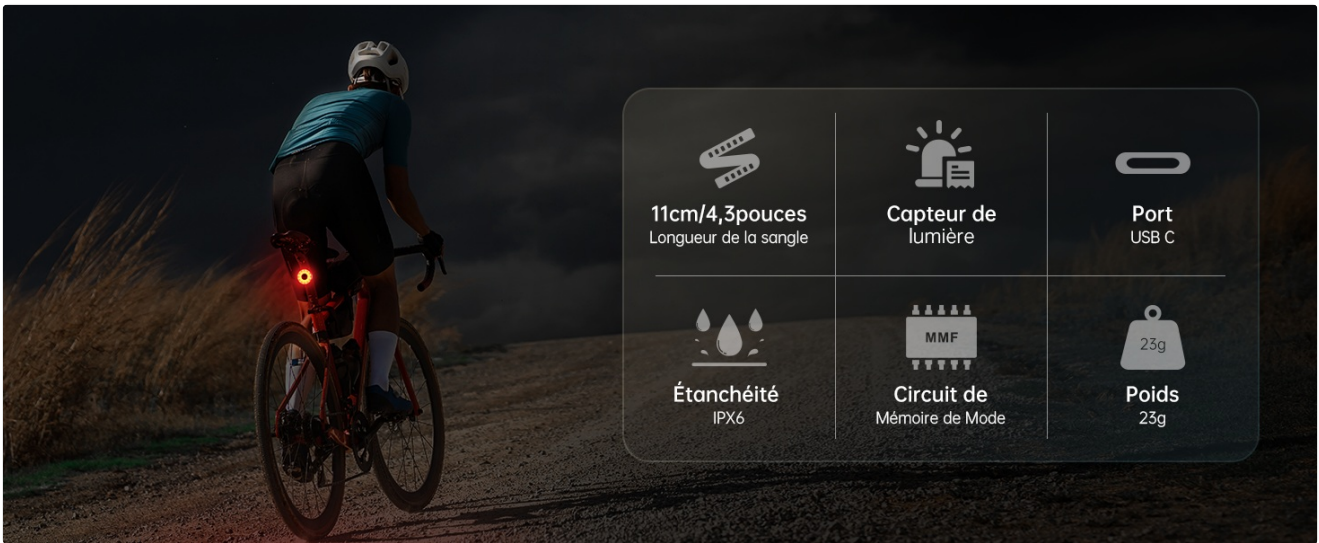 11cm/4,3pouces
Longueur de la sangle
Capteur de
lumière
Port
USB C
MMF
23g
Étanchéité
IPX6
Circuit de
Mémoire de Mode
Poids
23g